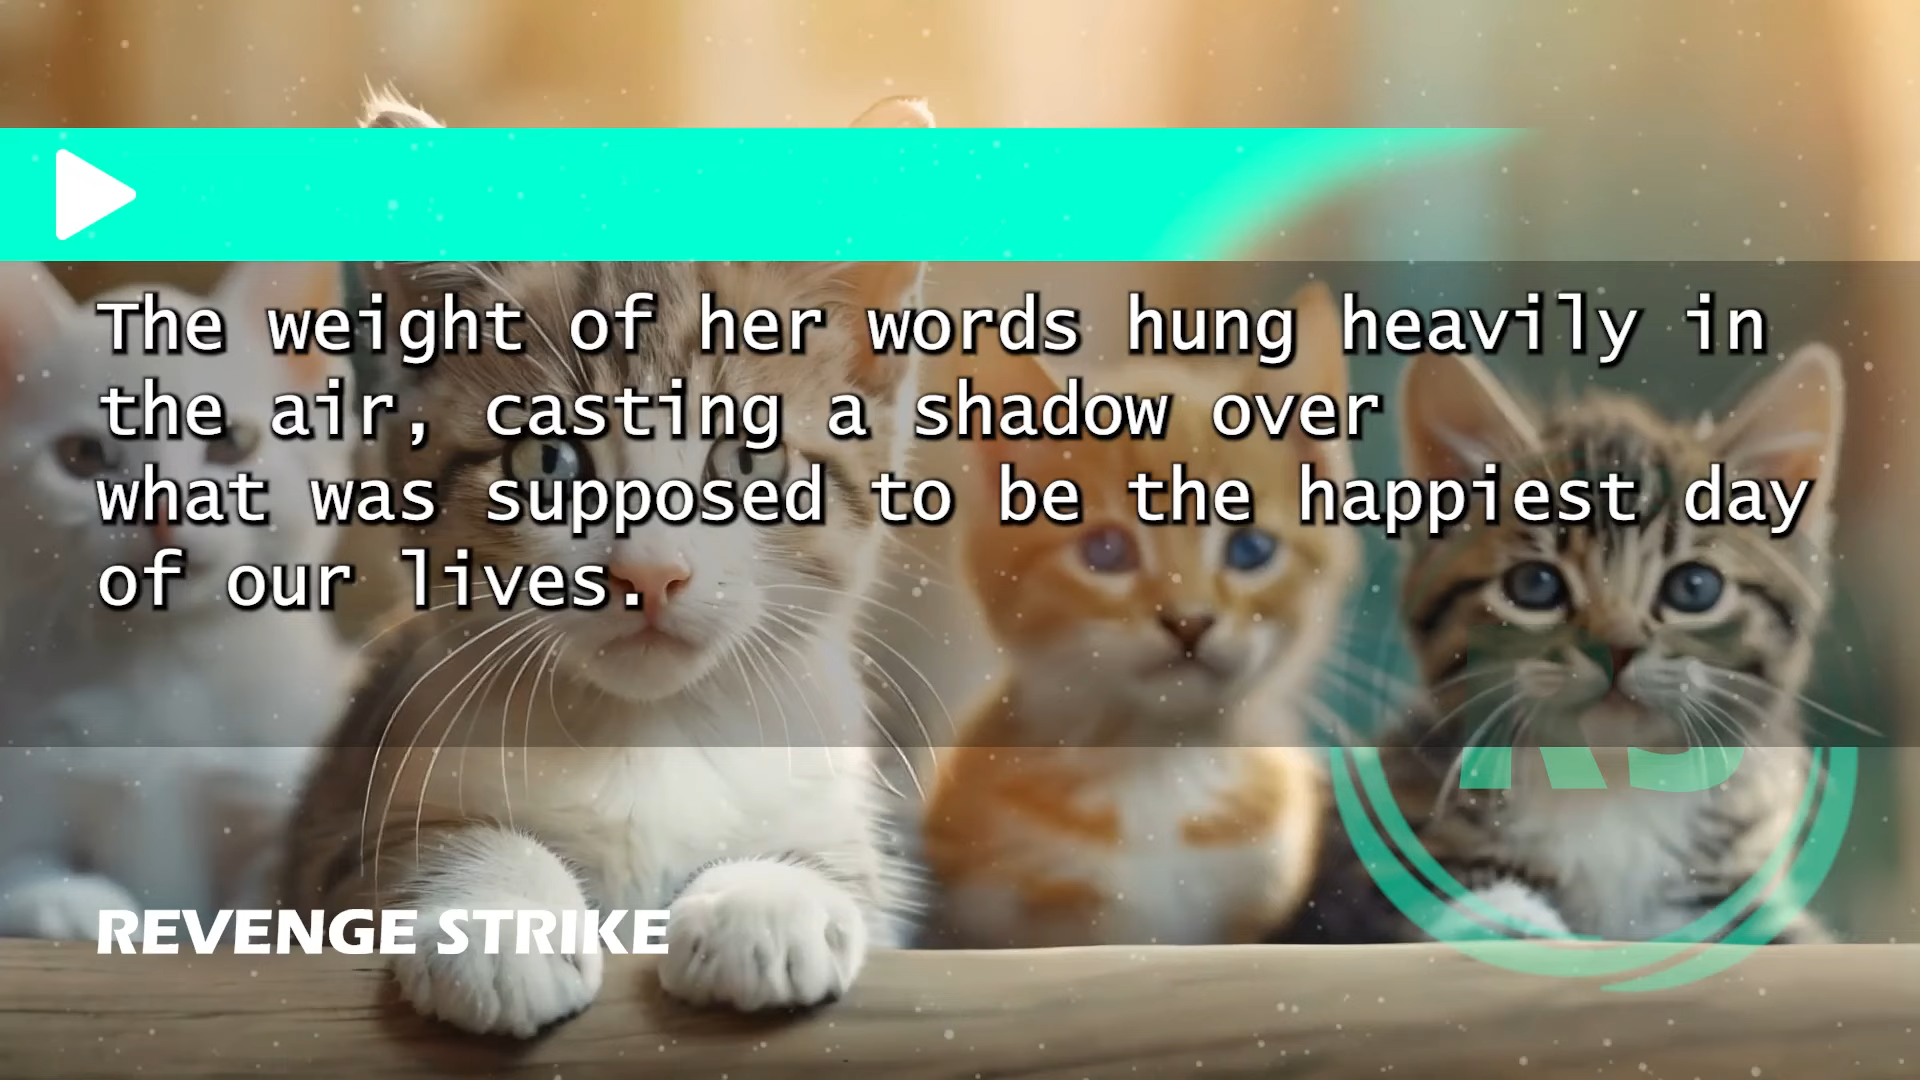 The weight of her words hung heavily in
the air, casting a shadow over
what was supposed to be the happiest day
of our lives.
RS
REVENGE STRIKE